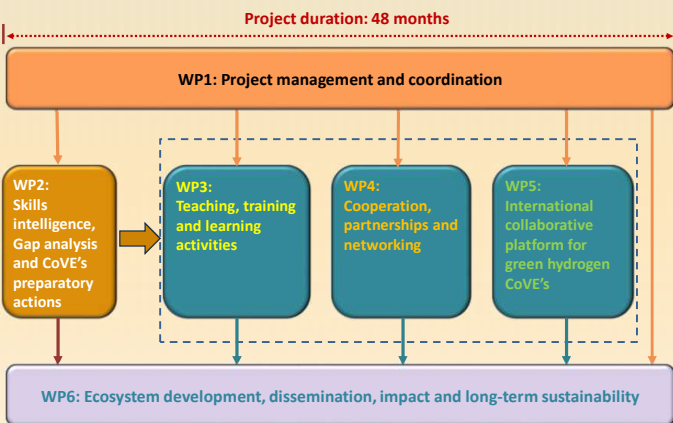 Project duration: 48 months
WP1: Project management and coordination
WP2:
Skills
intelligence,
Gap analysis
and CoVE's
preparatory
actions
WP3:
Teaching, training
and learning
activities
WP4:
Cooperation,
partnerships and
networking
WP5:
International
collaborative
platform for
green hydrogen
CoVE's
WP6: Ecosystem development, dissemination, impact and long-term sustainability